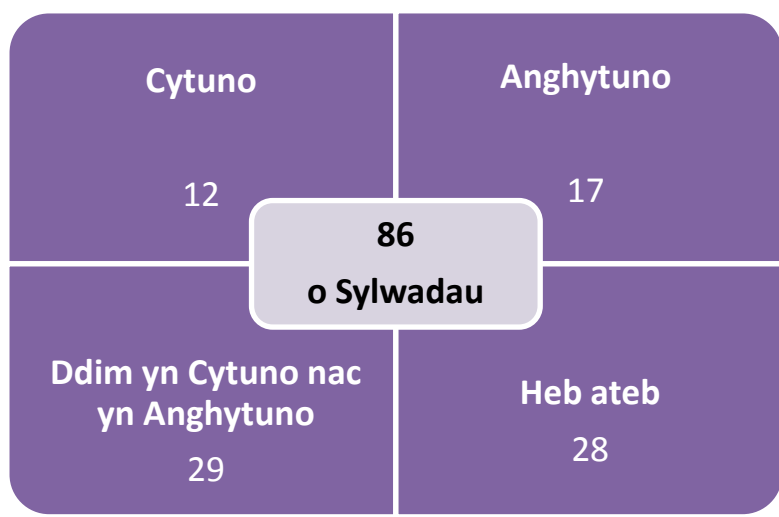 Cytuno
12
Anghytuno
17
86
o Sylwadau
Ddim yn Cytuno nac
yn Anghytuno
29
Heb ateb
28